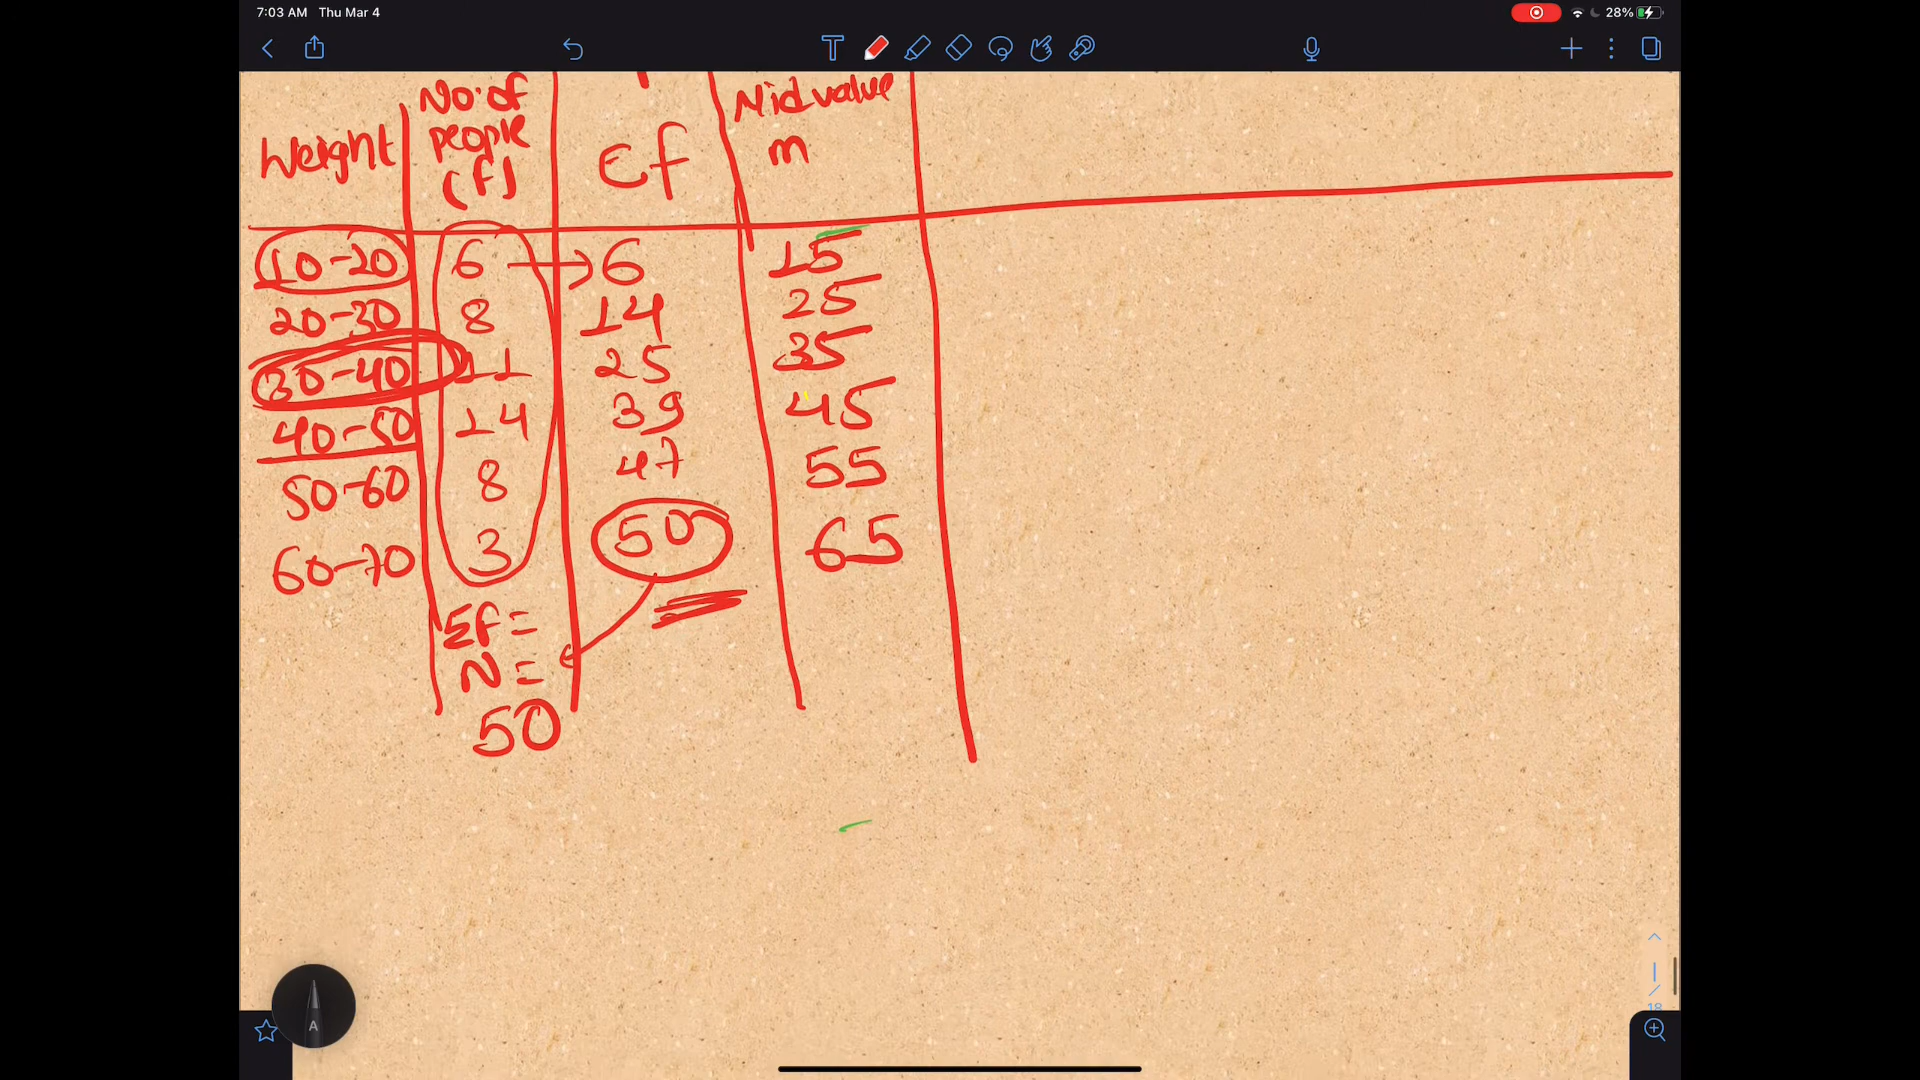 7:03 AM Thu Mar 4
28%
Weight No. of people (f) cf Mid value m
10-20 6 6 15
20-30 8 14 25
30-40 11 25 35
40-50 14 39 45
50-60 8 47 55
60-70 3 50 65
Σf =
N =
50
A
1/18